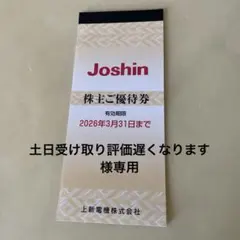 Joshin
株主ご優待券
有効期限
2026年3月31日まで
土日受け取り評価遅くなります
様専用
上新電機株式会社